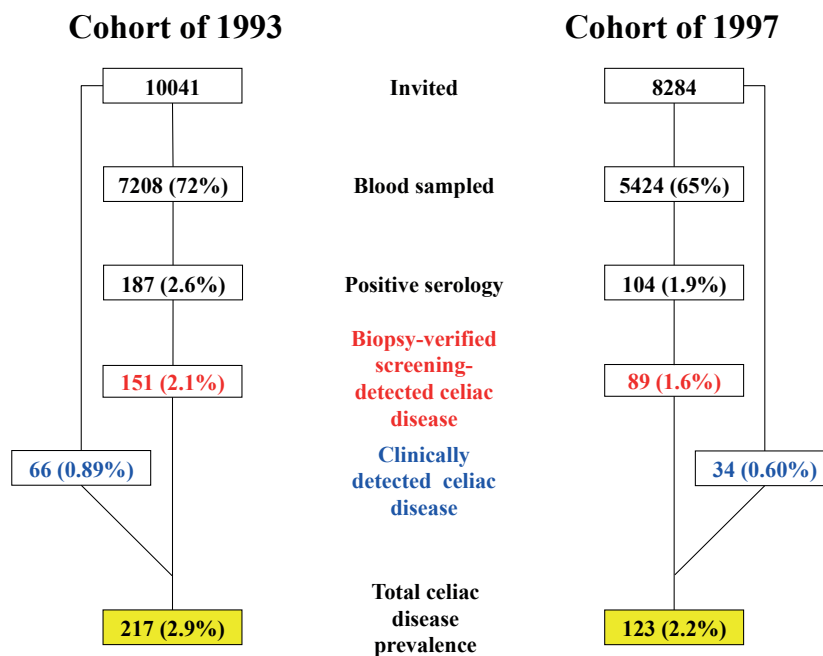 Cohort of 1993
Cohort of 1997
10041
Invited
8284
7208 (72%)
Blood sampled
5424 (65%)
187 (2.6%)
Positive serology
104 (1.9%)
Biopsy-verified
screening-
detected celiac
disease
151 (2.1%)
89 (1.6%)
66 (0.89%)
Clinically
detected celiac
disease
34 (0.60%)
Total celiac
disease
prevalence
217 (2.9%)
123 (2.2%)